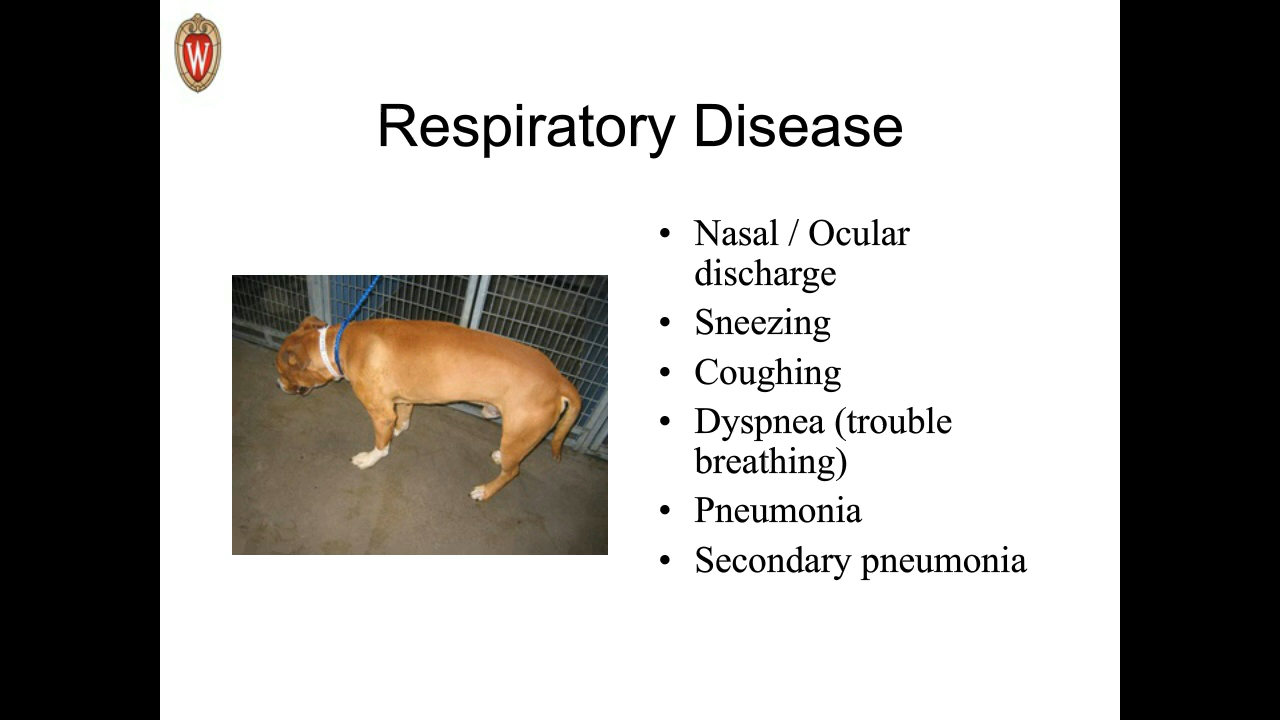 W
Respiratory Disease
• Nasal / Ocular
discharge
• Sneezing
• Coughing
• Dyspnea (trouble
breathing)
• Pneumonia
• Secondary pneumonia